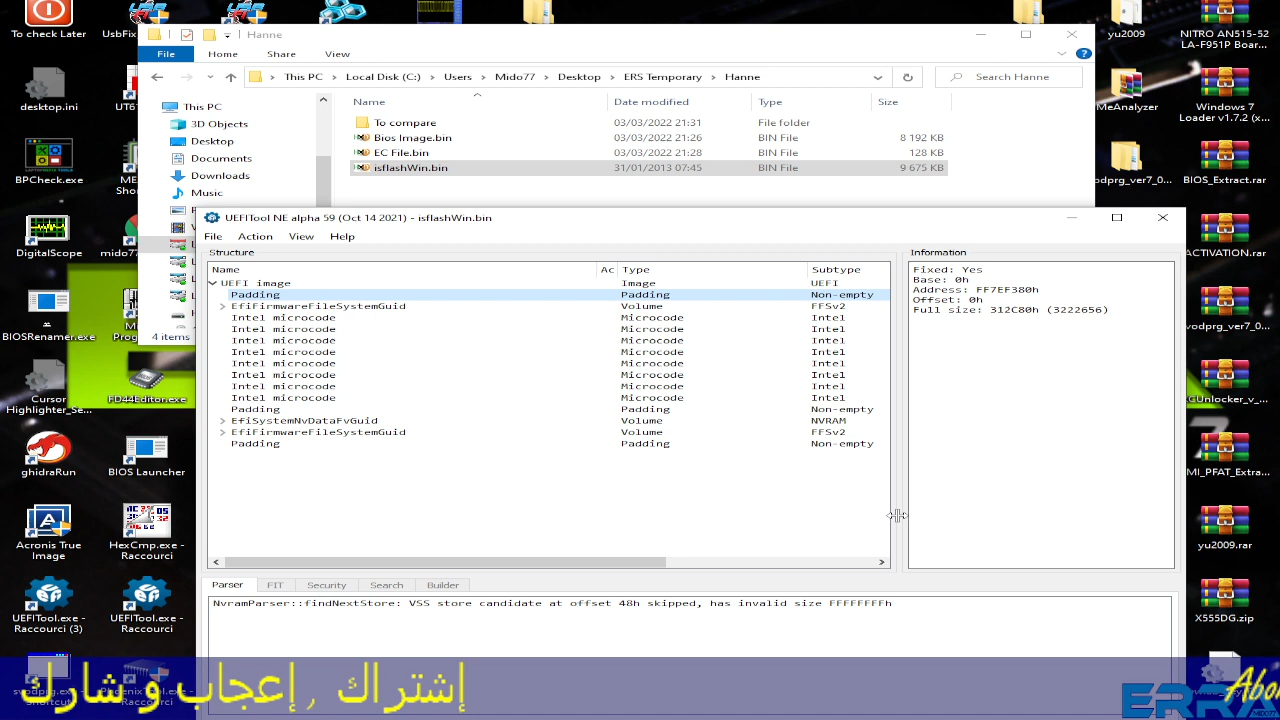 To check Later
UsbFix
yu2009
NITRO AN515-52
LA-F951P Boar...
Hanne
File
Home
Share
View
This PC
Local Disk (C:)
Users
Mido77
Desktop
ERS Temporary
Hanne
Search Hanne
Name
Date modified
Type
Size
This PC
3D Objects
Desktop
Documents
Downloads
Music
To compare
03/03/2022 21:31
File folder
Bios Image.bin
03/03/2022 21:26
BIN File
8 192 KB
EC File.bin
03/03/2022 21:28
BIN File
128 KB
isflashWin.bin
31/01/2013 07:45
BIN File
9 675 KB
4 items
desktop.ini
BPCheck.exe
DigitalScope
mido77
BIOSRenamer.exe
Cursor
Highlighter_Se...
FD44Editor.exe
ghidraRun
BIOS Launcher
Acronis True
Image
HexCmp.exe -
Raccourci
UEFITool.exe -
Raccourci (3)
UEFITool.exe -
Raccourci
MeAnalyzer
Windows 7
Loader v1.7.2 (x...
BIOS_Extract.rar
ACTIVATION.rar
yu2009.rar
X555DG.zip
UEFITool NE alpha 59 (Oct 14 2021) - isflashWin.bin
File
Action
View
Help
Structure
Name
Ac
Type
Subtype
UEFI image
Image
UEFI
Padding
Padding
Non-empty
EfiFirmwareFileSystemGuid
Volume
FFSv2
Intel microcode
Microcode
Intel
Intel microcode
Microcode
Intel
Intel microcode
Microcode
Intel
Intel microcode
Microcode
Intel
Intel microcode
Microcode
Intel
Intel microcode
Microcode
Intel
Intel microcode
Microcode
Intel
Intel microcode
Microcode
Intel
Padding
Padding
Non-empty
EfiSystemNvDataFvGuid
Volume
NVRAM
EfiFirmwareFileSystemGuid
Volume
FFSv2
Padding
Padding
Non-empty
Information
Fixed: Yes
Base: 0h
Address: FF7EF380h
Offset: 0h
Full size: 312C80h (3222656)
Parser
FIT
Security
Search
Builder
NvramParser::findNextStore: VSS store candidate at offset 48h skipped, has invalid size FFFFFFFFh
إشتراك , إعجاب و شارك
Abo
ERRA
MIDO77